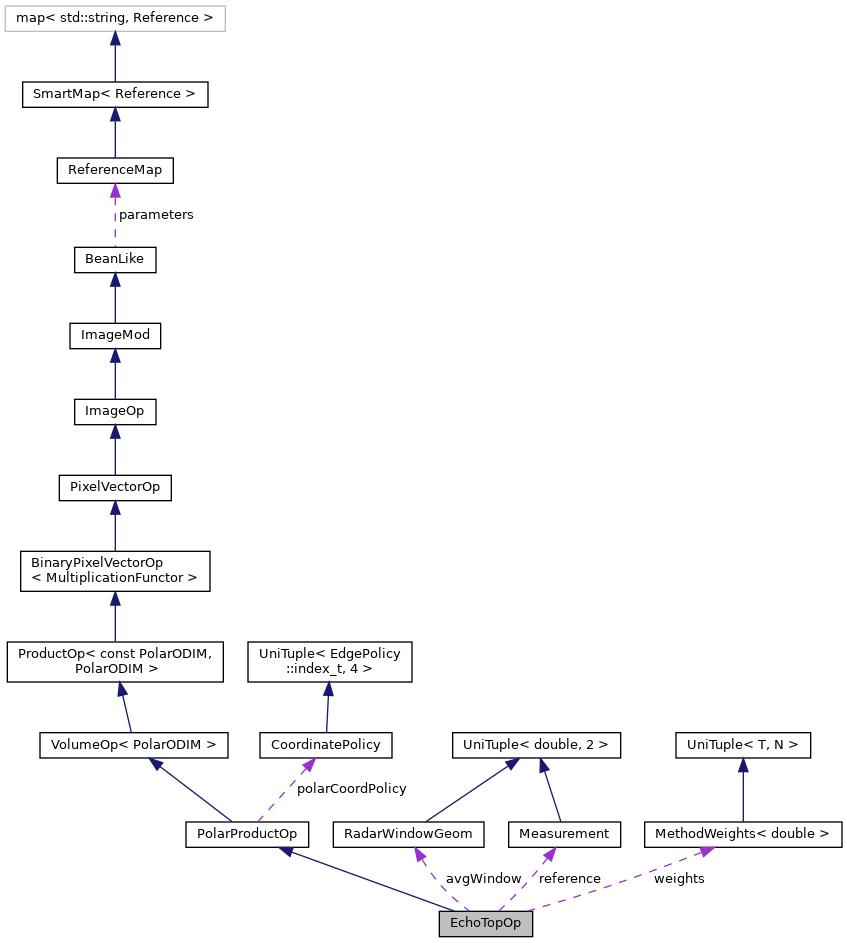 map< std::string, Reference >
SmartMap< Reference >
ReferenceMap
parameters
BeanLike
ImageMod
ImageOp
PixelVectorOp
BinaryPixelVectorOp
< MultiplicationFunctor >
ProductOp< const PolarODIM,
PolarODIM >
UniTuple< EdgePolicy
::index_t, 4 >
VolumeOp< PolarODIM >
CoordinatePolicy
UniTuple< double, 2 >
UniTuple< T, N >
polarCoordPolicy
PolarProductOp
RadarWindowGeom
Measurement
MethodWeights< double >
avgWindow
reference
weights
EchoTopOp